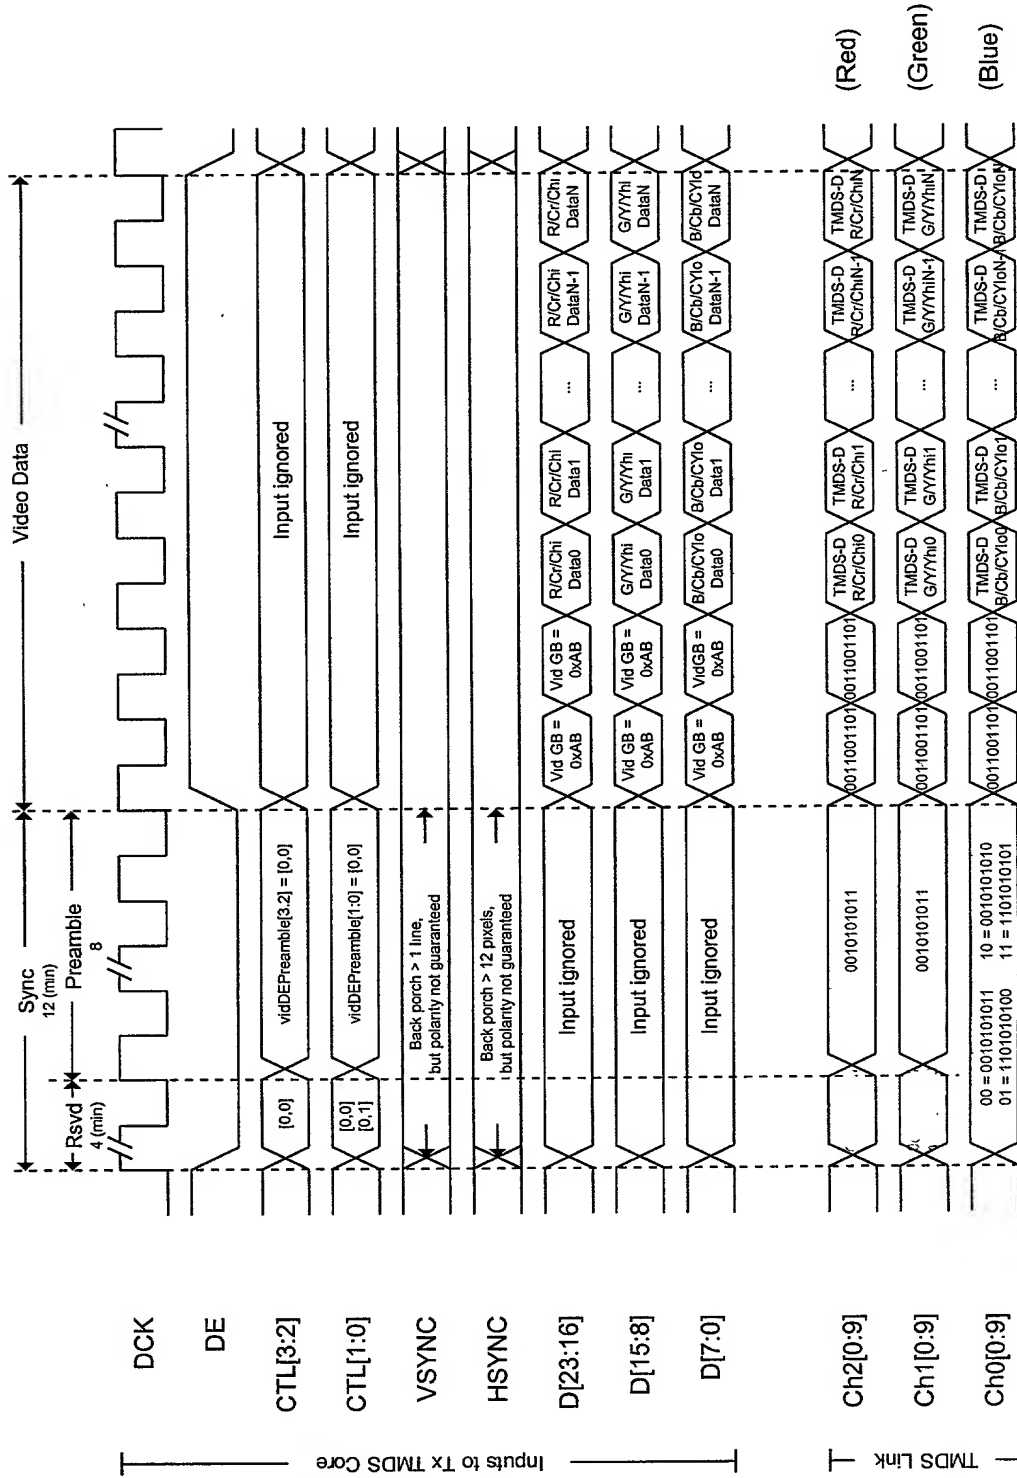 Video Data
Sync
12 (min)
Rsvd
4 (min)
Preamble
8
DCK
DE
CTL[3:2]
[0,0]
vidDEPreamble[3.2] = [0,0]
Input ignored
CTL[1:0]
[0,0]
[0,1]
vidDEPreamble[1:0] = [0,0]
Input ignored
VSYNC
Back porch > 1 line,
but polarity not guaranteed
HSYNC
Back porch > 12 pixels,
but polarity not guaranteed
D[23:16]
Input ignored
Vid GB =
0xAB
Vid GB =
0xAB
R/Cr/Chi
Data0
R/Cr/Chi
Data1
...
R/Cr/Chi
DataN-1
R/Cr/Chi
DataN
D[15:8]
Input ignored
Vid GB =
0xAB
Vid GB =
0xAB
G/Y/Yhi
Data0
G/Y/Yhi
Data1
...
G/Y/Yhi
DataN-1
G/Y/Yhi
DataN
D[7:0]
Input ignored
Vid GB =
0xAB
VidGB =
0xAB
B/Cb/CYlo
Data0
B/Cb/CYlo
Data1
...
B/Cb/CYlo
DataN-1
B/Cb/CYlo
DataN
Inputs to Tx TMDS Core
Ch2[0:9]
0010101011
0011001101
0011001101
TMDS-D
R/Cr/Chi0
TMDS-D
R/Cr/Chi1
...
TMDS-D
R/Cr/ChiN-1
TMDS-D
R/Cr/ChiN
(Red)
Ch1[0:9]
0010101011
0011001101
0011001101
TMDS-D
G/Y/Yhi0
TMDS-D
G/Y/Yhi1
...
TMDS-D
G/Y/YhiN-1
TMDS-D
G/Y/YhiN
(Green)
Ch0[0:9]
00 = 0010101011
10 = 0010101010
01 = 1101010100
11 = 1101010101
0011001101
0011001101
TMDS-D
B/Cb/CYlo0
TMDS-D
B/Cb/CYlo1
...
TMDS-D
B/Cb/CYloN-1
TMDS-D
B/Cb/CYloN
(Blue)
TMDS Link